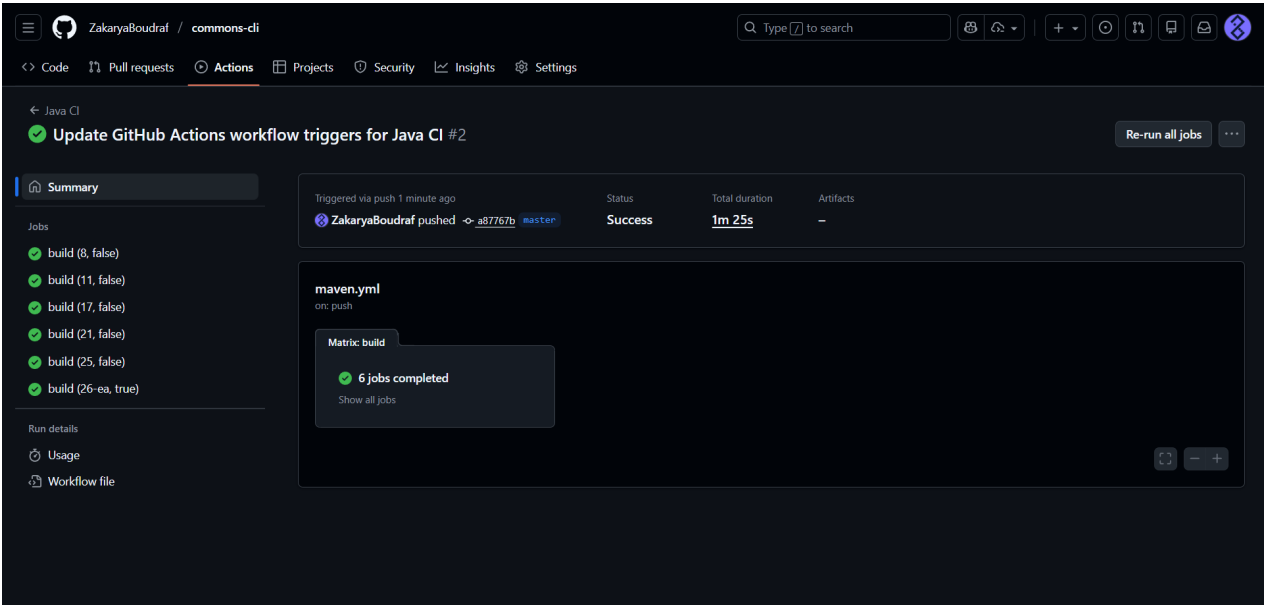 ZakaryaBoudraf / commons-cli
Type / to search
Code Pull requests Actions Projects Security Insights Settings
← Java CI
Update GitHub Actions workflow triggers for Java CI #2
Re-run all jobs
Summary
Jobs
build (8, false)
build (11, false)
build (17, false)
build (21, false)
build (25, false)
build (26-ea, true)
Run details
Usage
Workflow file
Triggered via push 1 minute ago
ZakaryaBoudraf pushed a87767b master
Status
Success
Total duration
1m 25s
Artifacts
–
maven.yml
on: push
Matrix: build
6 jobs completed
Show all jobs